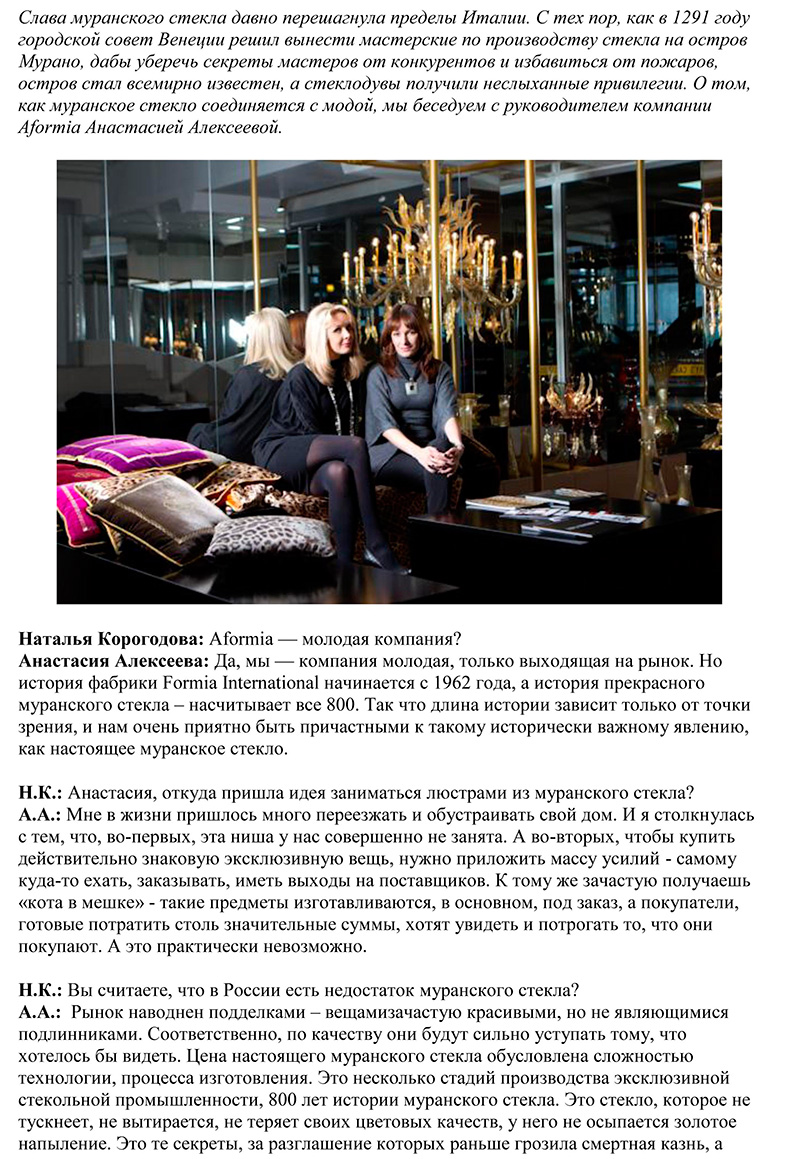 Слава муранского стекла давно перешагнула пределы Италии. С тех пор, как в 1291 году
городской совет Венеции решил вынести мастерские по производству стекла на остров
Мурано, дабы уберечь секреты мастеров от конкурентов и избавиться от пожаров,
остров стал всемирно известен, а стеклодувы получили неслыханные привилегии. О том,
как муранское стекло соединяется с модой, мы беседуем с руководителем компании
Aformia Анастасией Алексеевой.
Наталья Корогодова: Aformia — молодая компания?
Анастасия Алексеева: Да, мы — компания молодая, только выходящая на рынок. Но
история фабрики Formia International начинается с 1962 года, а история прекрасного
муранского стекла – насчитывает все 800. Так что длина истории зависит только от точки
зрения, и нам очень приятно быть причастными к такому исторически важному явлению,
как настоящее муранское стекло.
Н.К.: Анастасия, откуда пришла идея заниматься люстрами из муранского стекла?
А.А.: Мне в жизни пришлось много переезжать и обустраивать свой дом. И я столкнулась
с тем, что, во-первых, эта ниша у нас совершенно не занята. А во-вторых, чтобы купить
действительно знаковую эксклюзивную вещь, нужно приложить массу усилий - самому
куда-то ехать, заказывать, иметь выходы на поставщиков. К тому же зачастую получаешь
«кота в мешке» - такие предметы изготавливаются, в основном, под заказ, а покупатели,
готовые потратить столь значительные суммы, хотят увидеть и потрогать то, что они
покупают. А это практически невозможно.
Н.К.: Вы считаете, что в России есть недостаток муранского стекла?
А.А.: Рынок наводнен подделками – вещамизачастую красивыми, но не являющимися
подлинниками. Соответственно, по качеству они будут сильно уступать тому, что
хотелось бы видеть. Цена настоящего муранского стекла обусловлена сложностью
технологии, процесса изготовления. Это несколько стадий производства эксклюзивной
стекольной промышленности, 800 лет истории муранского стекла. Это стекло, которое не
тускнеет, не вытирается, не теряет своих цветовых качеств, у него не осыпается золотое
напыление. Это те секреты, за разглашение которых раньше грозила смертная казнь, а